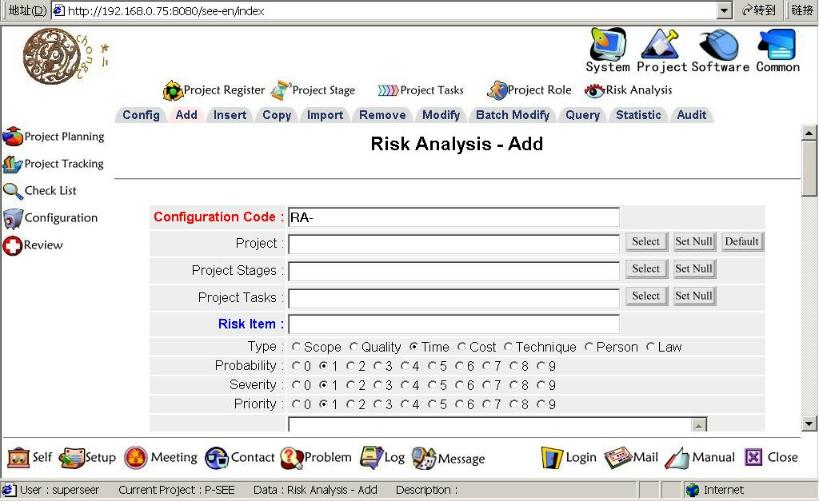 地址(D) http://192.168.0.75:8080/see-en/index 转到 链接
System Project Software Common
Project Register Project Stage Project Tasks Project Role Risk Analysis
Config Add Insert Copy Import Remove Modify Batch Modify Query Statistic Audit
Project Planning
Project Tracking
Check List
Configuration
Review
Risk Analysis - Add
Configuration Code : RA-
Project : Select Set Null Default
Project Stages : Select Set Null
Project Tasks : Select Set Null
Risk Item :
Type : Scope Quality Time Cost Technique Person Law
Probability : 0 1 2 3 4 5 6 7 8 9
Severity : 0 1 2 3 4 5 6 7 8 9
Priority : 0 1 2 3 4 5 6 7 8 9
Self Setup Meeting Contact Problem Log Message Login Mail Manual Close
User : superseer Current Project : P-SEE Data : Risk Analysis - Add Description : Internet